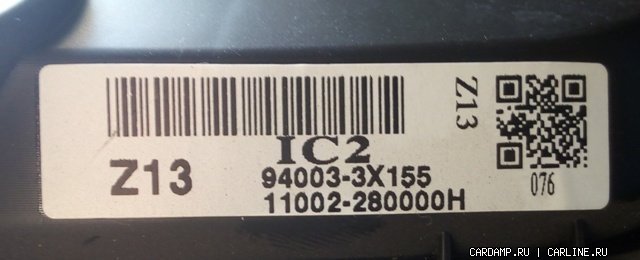 IC2
Z13
94003-3X155
11002-280000H
Z13
076
CARDAMP.RU | CARLINE.RU